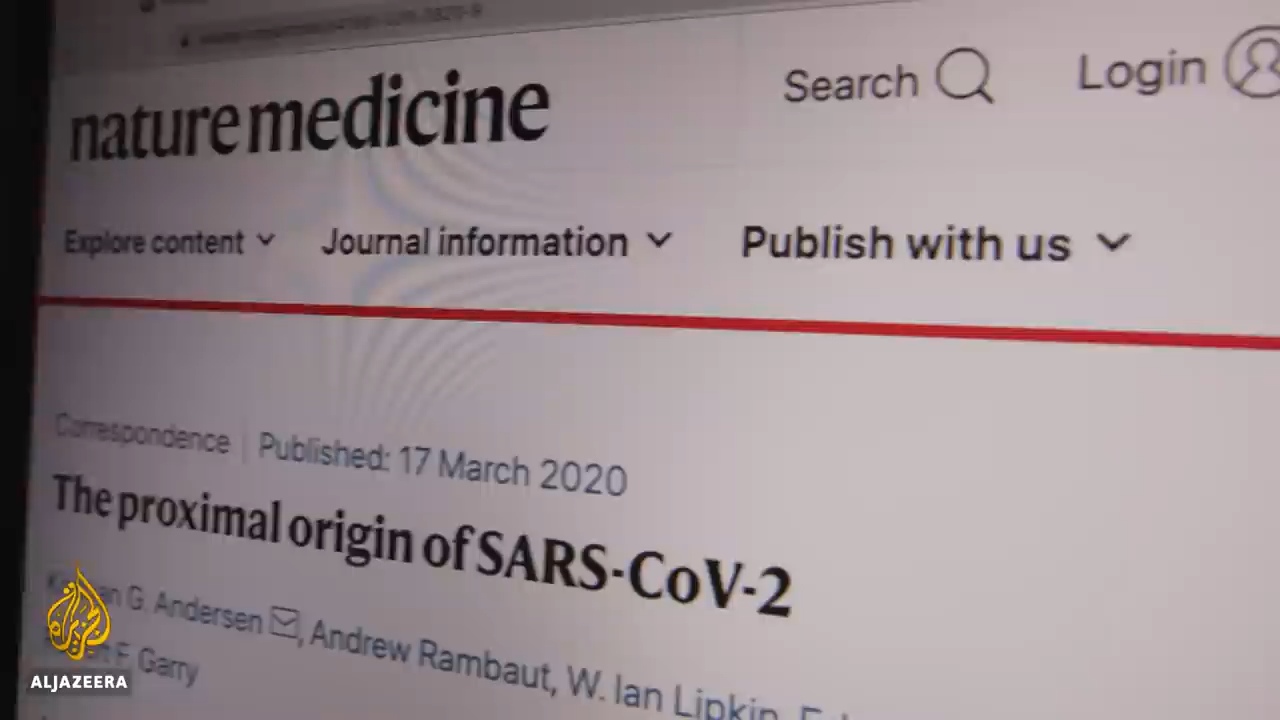 nature medicine
Search Login
Explore content Journal information Publish with us
Correspondence Published: 17 March 2020
The proximal origin of SARS-CoV-2
G. Andersen, Andrew Rambaut, W. Ian Lipkin,
F. Garry
ALJAZEERA